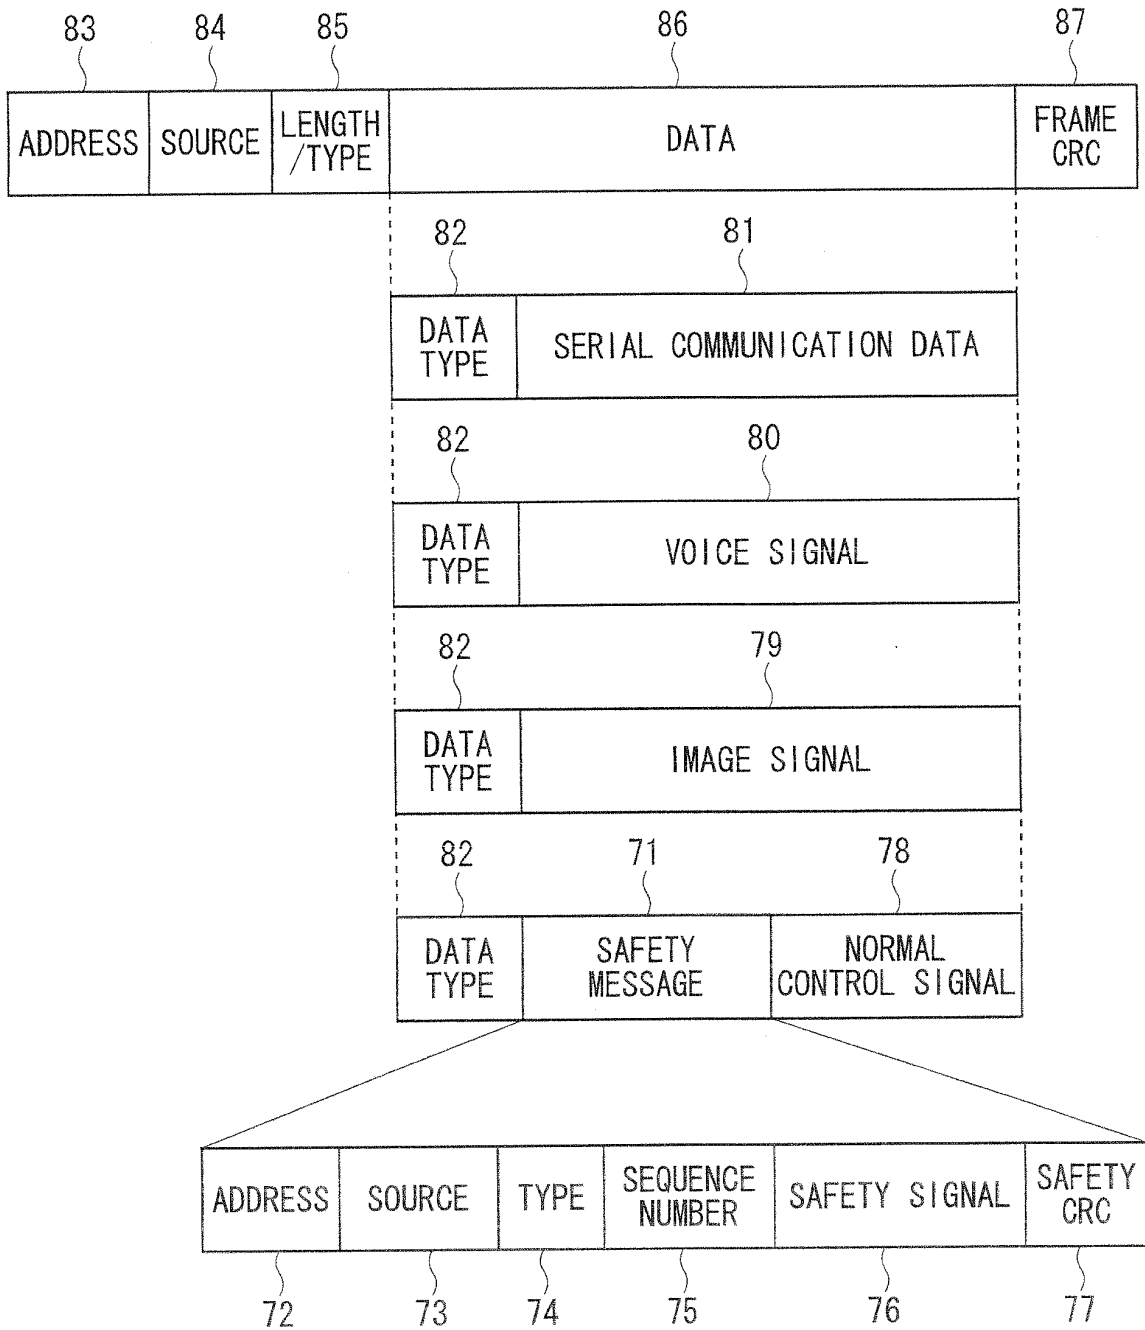 83 84 85 86 87
ADDRESS SOURCE LENGTH /TYPE DATA FRAME CRC
82 81
DATA TYPE SERIAL COMMUNICATION DATA
82 80
DATA TYPE VOICE SIGNAL
82 79
DATA TYPE IMAGE SIGNAL
82 71 78
DATA TYPE SAFETY MESSAGE NORMAL CONTROL SIGNAL
ADDRESS SOURCE TYPE SEQUENCE NUMBER SAFETY SIGNAL SAFETY CRC
72 73 74 75 76 77